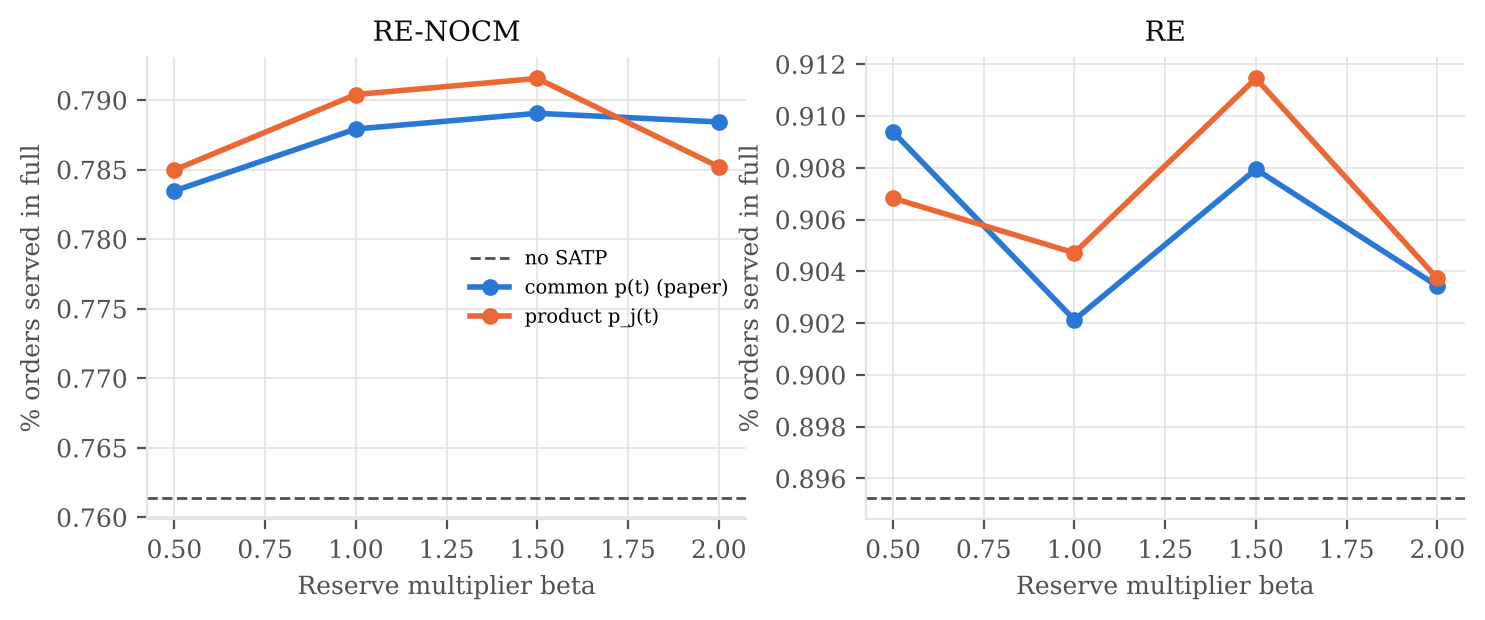 RE-NOCM
% orders served in full
0.790
0.785
0.780
0.775
0.770
0.765
0.760
no SATP
common p(t) (paper)
product p_j(t)
0.50 0.75 1.00 1.25 1.50 1.75 2.00
Reserve multiplier beta
RE
% orders served in full
0.912
0.910
0.908
0.906
0.904
0.902
0.900
0.898
0.896
0.50 0.75 1.00 1.25 1.50 1.75 2.00
Reserve multiplier beta